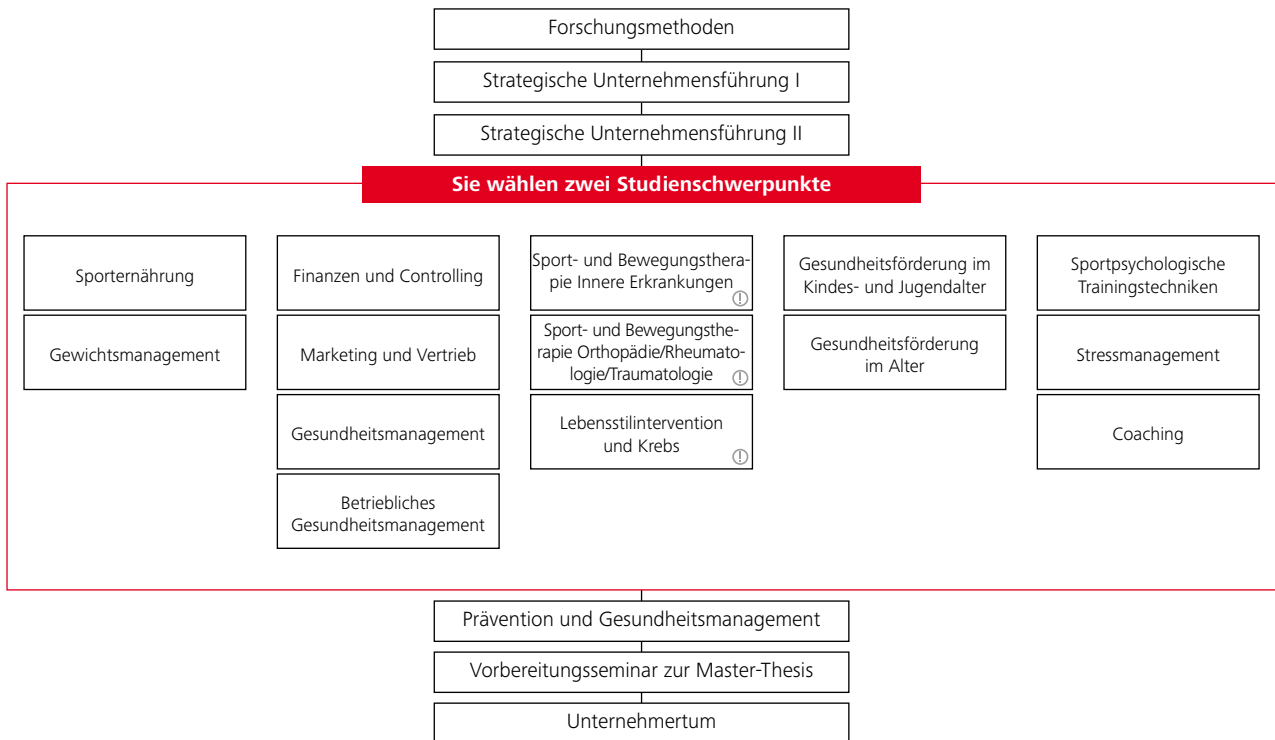 Forschungsmethoden
Strategische Unternehmensführung I
Strategische Unternehmensführung II
Sie wählen zwei Studienschwerpunkte
Sporternährung
Gewichtsmanagement
Finanzen und Controlling
Marketing und Vertrieb
Gesundheitsmanagement
Betriebliches
Gesundheitsmanagement
Sport- und Bewegungsthera-
pie Innere Erkrankungen
!
Sport- und Bewegungsthe-
rapie Orthopädie/Rheumato-
logie/Traumatologie
!
Lebensstilintervention
und Krebs
!
Gesundheitsförderung im
Kindes- und Jugendalter
Gesundheitsförderung
im Alter
Sportpsychologische
Trainingstechniken
Stressmanagement
Coaching
Prävention und Gesundheitsmanagement
Vorbereitungsseminar zur Master-Thesis
Unternehmertum